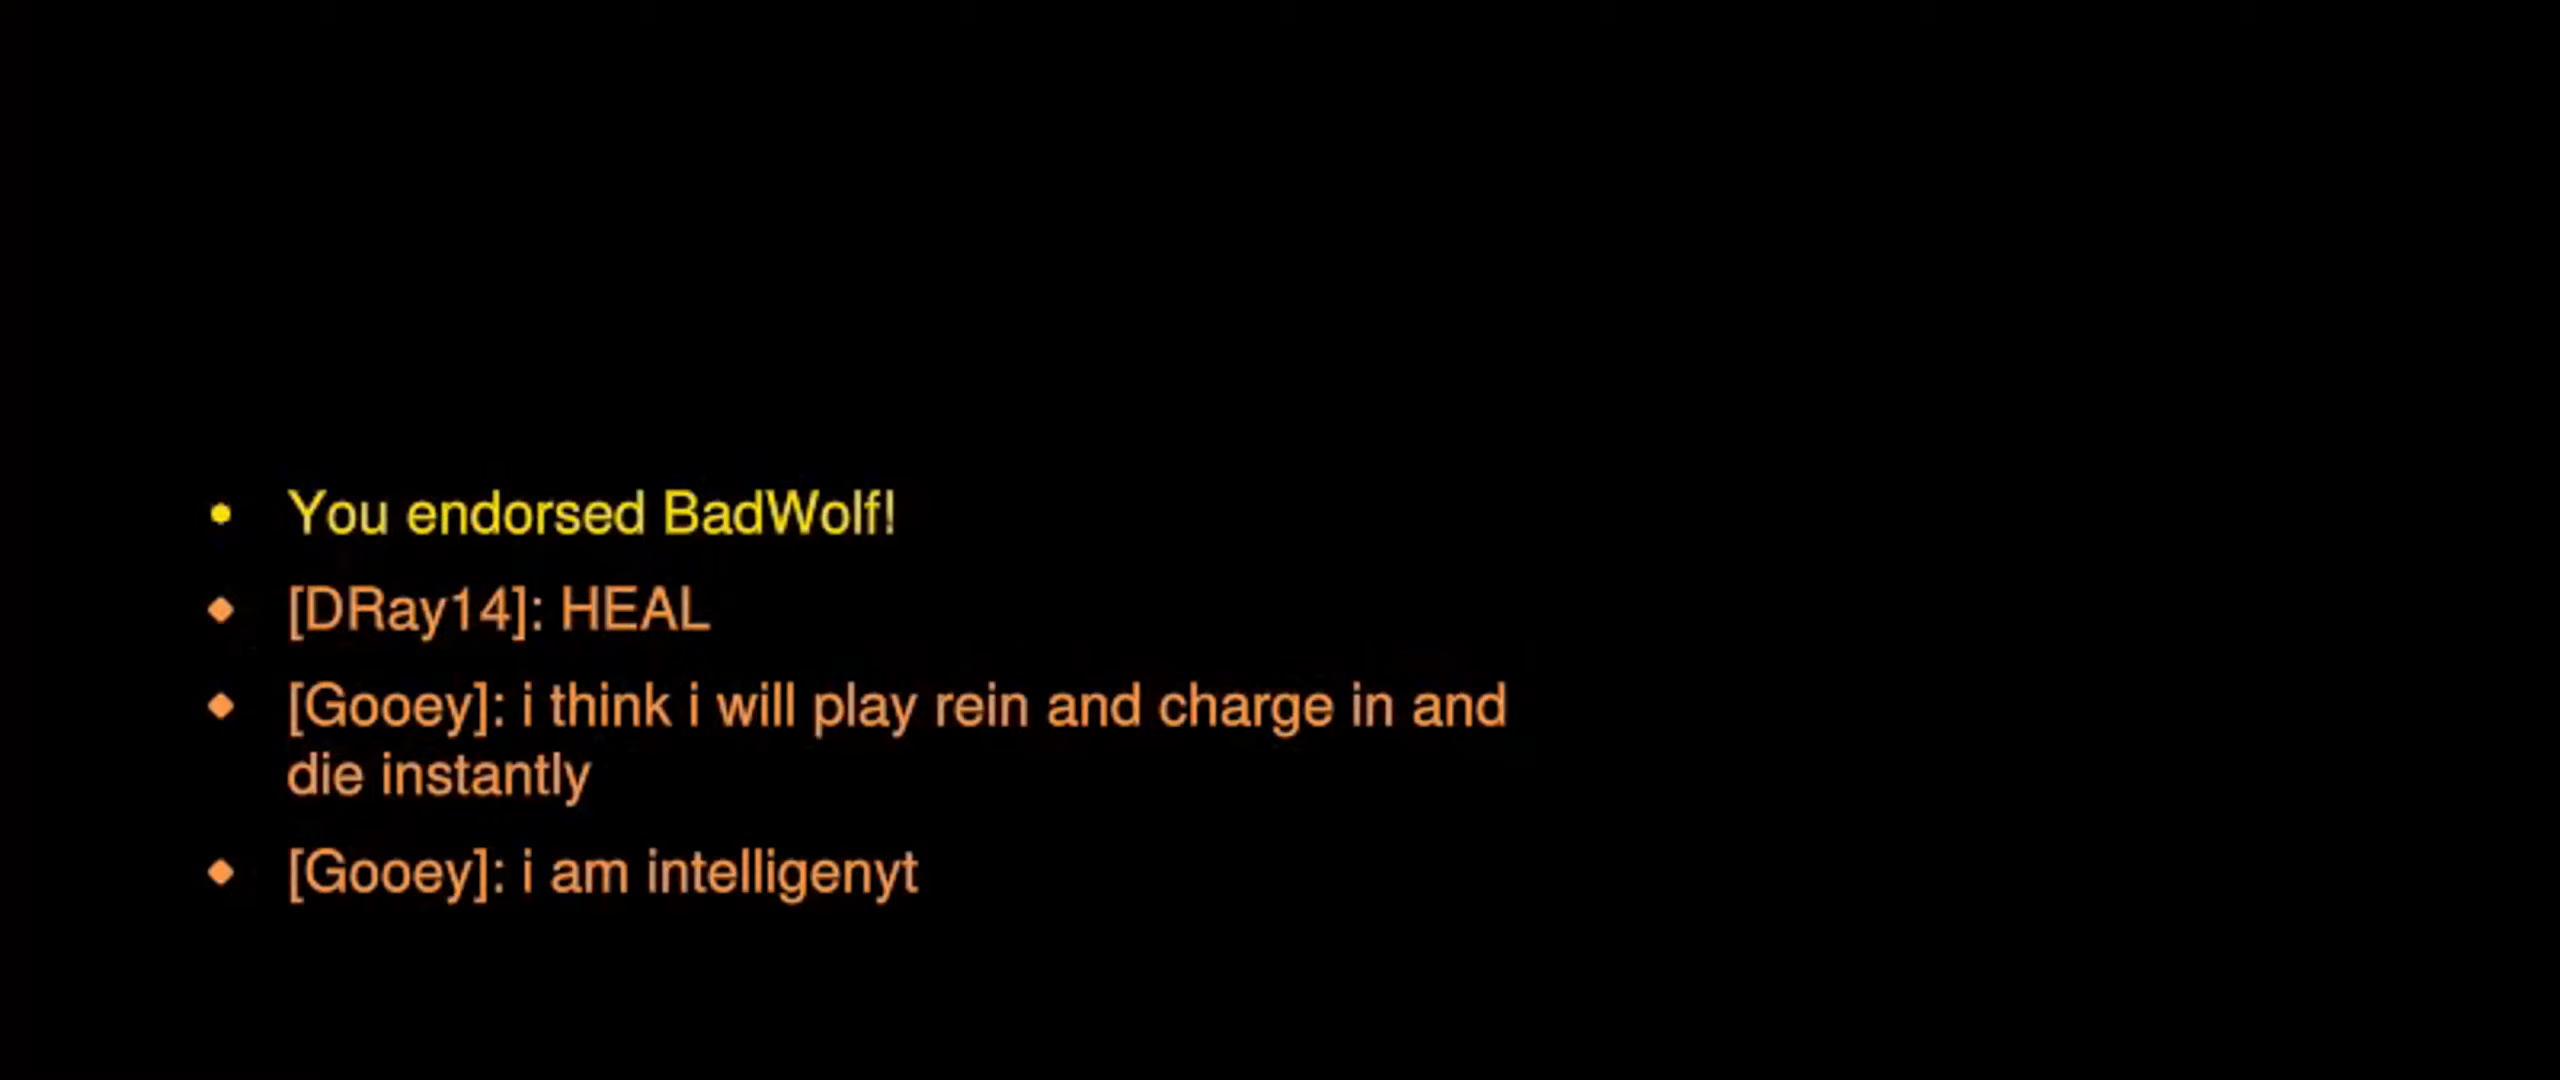 You endorsed BadWolf!
[DRay14]: HEAL
[Gooey]: i think i will play rein and charge in and
die instantly
[Gooey]: i am intelligenyt